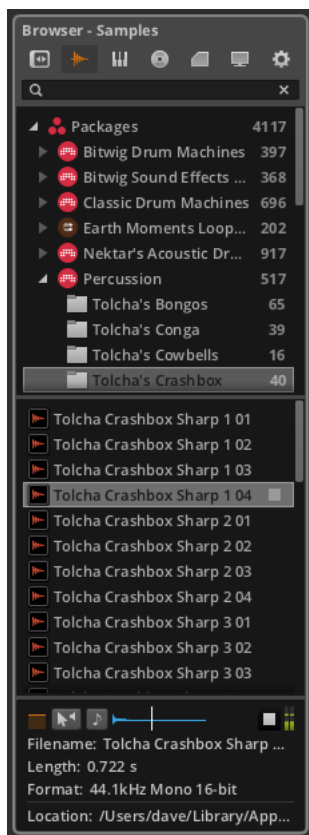 Browser - Samples
Packages 4117
Bitwig Drum Machines 397
Bitwig Sound Effects ... 368
Classic Drum Machines 696
Earth Moments Loop... 202
Nektar's Acoustic Dr... 917
Percussion 517
Tolcha's Bongos 65
Tolcha's Conga 39
Tolcha's Cowbells 16
Tolcha's Crashbox 40
Tolcha Crashbox Sharp 1 01
Tolcha Crashbox Sharp 1 02
Tolcha Crashbox Sharp 1 03
Tolcha Crashbox Sharp 1 04
Tolcha Crashbox Sharp 2 01
Tolcha Crashbox Sharp 2 02
Tolcha Crashbox Sharp 2 03
Tolcha Crashbox Sharp 2 04
Tolcha Crashbox Sharp 3 01
Tolcha Crashbox Sharp 3 02
Tolcha Crashbox Sharp 3 03
Filename: Tolcha Crashbox Sharp ...
Length: 0.722 s
Format: 44.1kHz Mono 16-bit
Location: /Users/dave/Library/App...